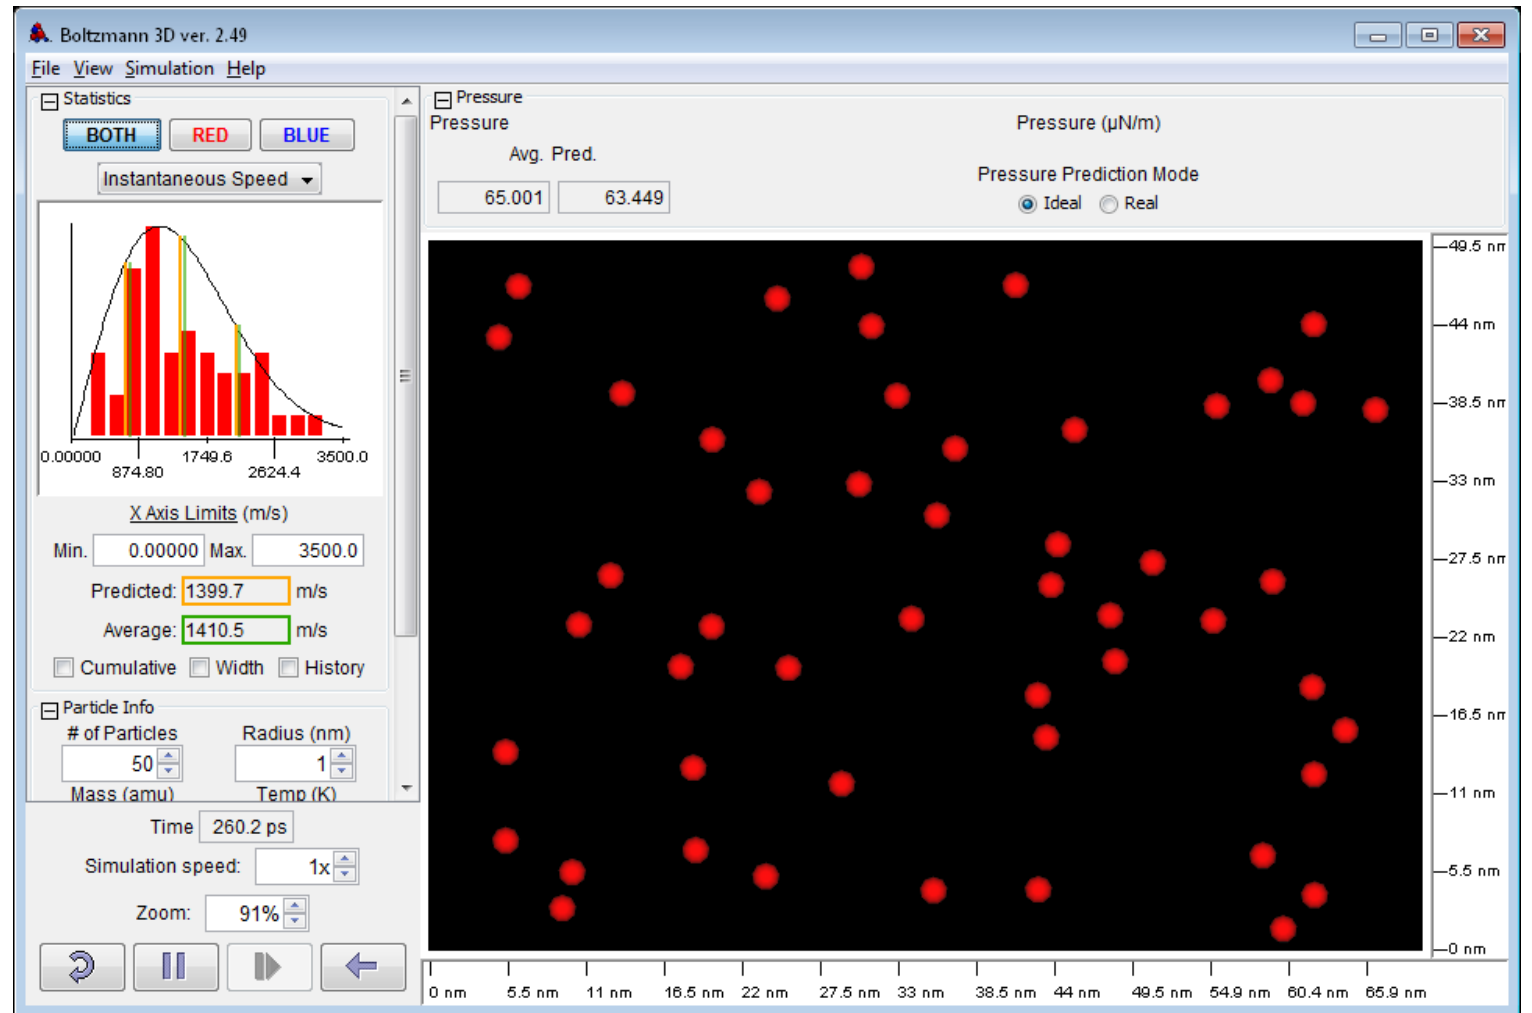 Boltzmann 3D ver. 2.49
File View Simulation Help
Statistics
BOTH RED BLUE
Instantaneous Speed
0.00000 874.80 1749.6 2624.4 3500.0
X Axis Limits (m/s)
Min. 0.00000 Max. 3500.0
Predicted: 1399.7 m/s
Average: 1410.5 m/s
Cumulative Width History
Particle Info
# of Particles Radius (nm)
50 1
Mass (amu) Temp (K)
Time 260.2 ps
Simulation speed: 1x
Zoom: 91%
Pressure
Pressure Pressure (µN/m)
Avg. Pred.
65.001 63.449
Pressure Prediction Mode
Ideal Real
49.5 nm
44 nm
38.5 nm
33 nm
27.5 nm
22 nm
16.5 nm
11 nm
5.5 nm
0 nm
0 nm 5.5 nm 11 nm 16.5 nm 22 nm 27.5 nm 33 nm 38.5 nm 44 nm 49.5 nm 54.9 nm 60.4 nm 65.9 nm